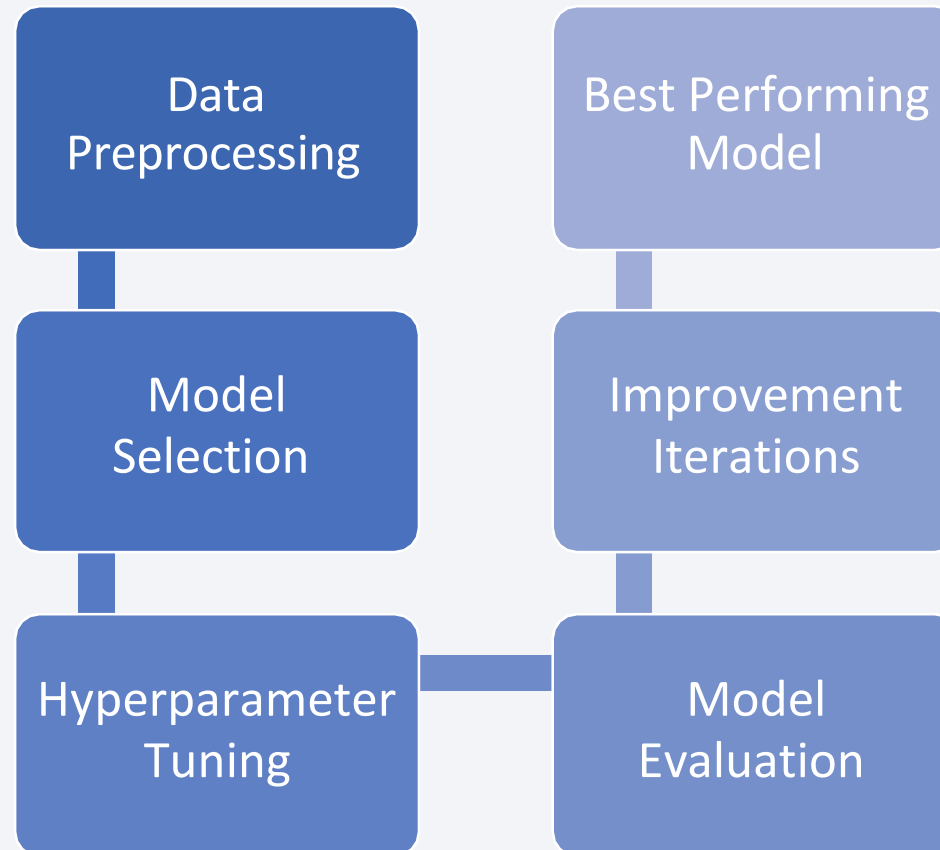 Data
Preprocessing
Model
Selection
Hyperparameter
Tuning
Model
Evaluation
Improvement
Iterations
Best Performing
Model